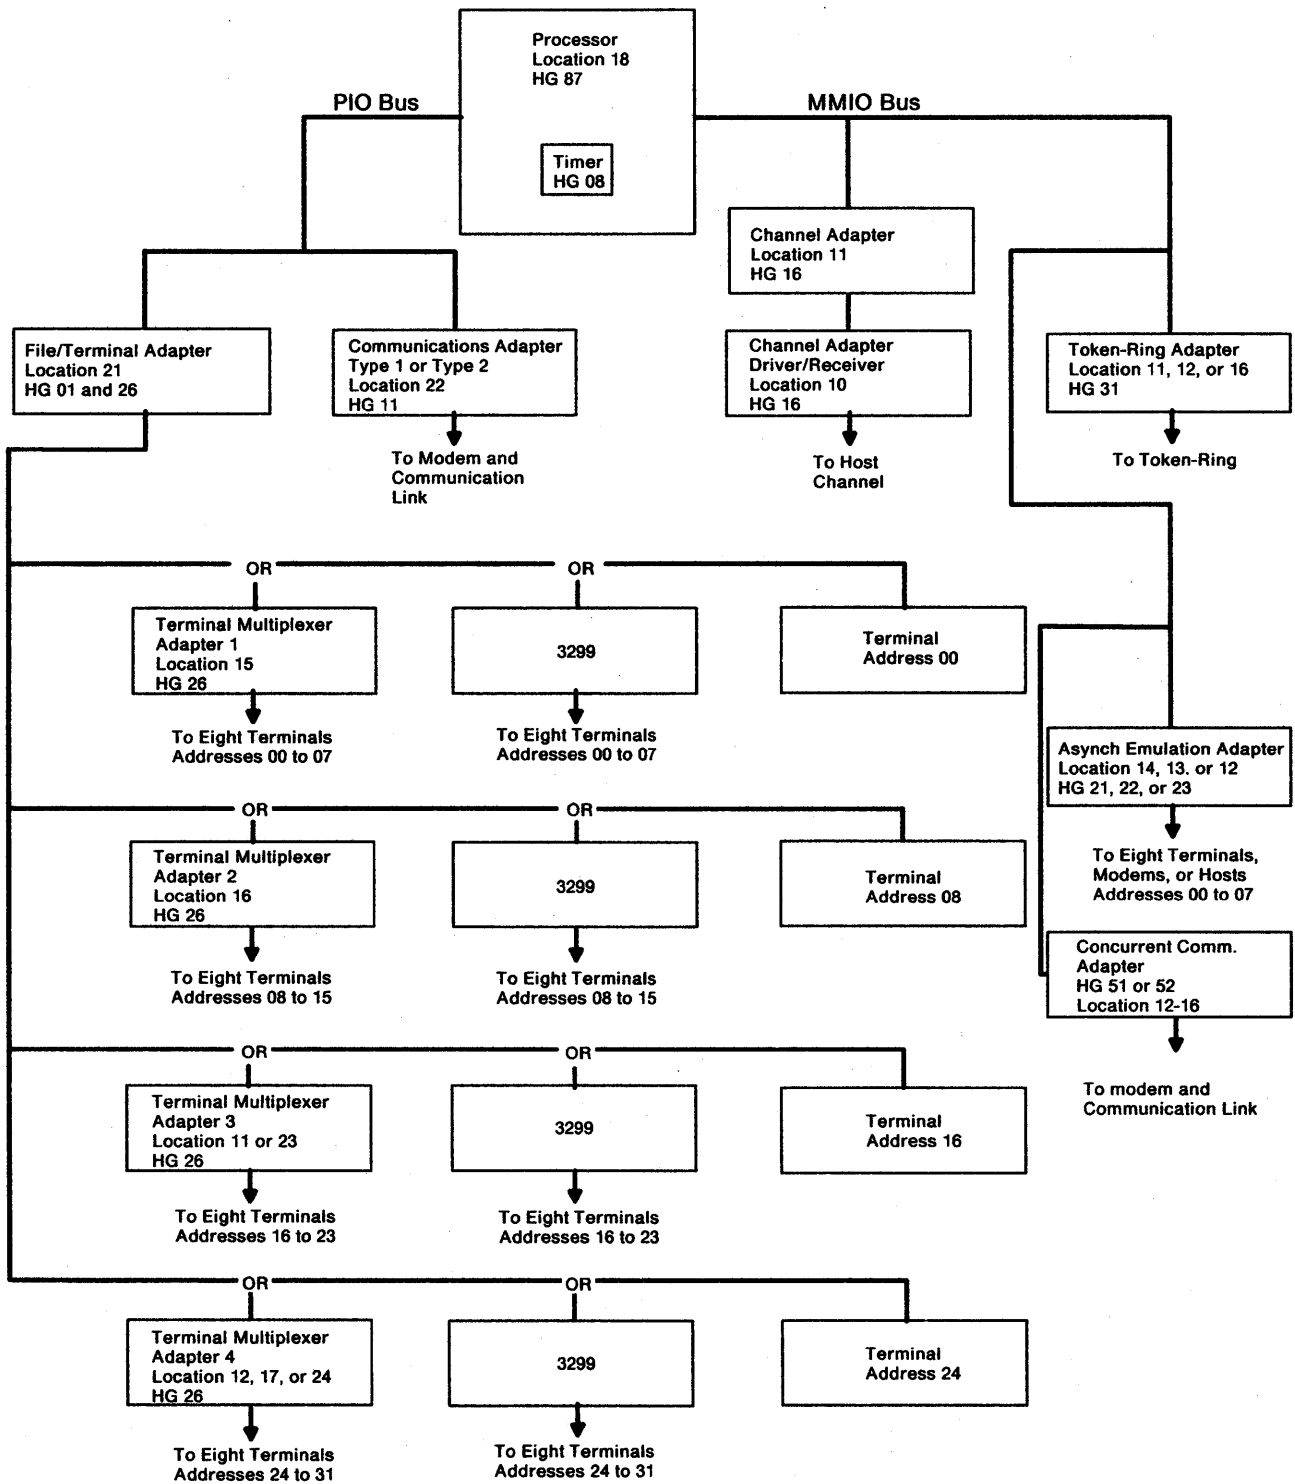 Processor
Location 18
HG 87
PIO Bus
MMIO Bus
Timer
HG 08
Channel Adapter
Location 11
HG 16
File/Terminal Adapter
Location 21
HG 01 and 26
Communications Adapter
Type 1 or Type 2
Location 22
HG 11
Channel Adapter
Driver/Receiver
Location 10
HG 16
Token-Ring Adapter
Location 11, 12, or 16
HG 31
To Modem and
Communication
Link
To Host
Channel
To Token-Ring
OR
OR
Terminal Multiplexer
Adapter 1
Location 15
HG 26
3299
Terminal
Address 00
To Eight Terminals
Addresses 00 to 07
To Eight Terminals
Addresses 00 to 07
Asynch Emulation Adapter
Location 14, 13. or 12
HG 21, 22, or 23
OR
OR
Terminal Multiplexer
Adapter 2
Location 16
HG 26
3299
Terminal
Address 08
To Eight Terminals,
Modems, or Hosts
Addresses 00 to 07
To Eight Terminals
Addresses 08 to 15
To Eight Terminals
Addresses 08 to 15
Concurrent Comm.
Adapter
HG 51 or 52
Location 12-16
OR
OR
Terminal Multiplexer
Adapter 3
Location 11 or 23
HG 26
3299
Terminal
Address 16
To modem and
Communication Link
To Eight Terminals
Addresses 16 to 23
To Eight Terminals
Addresses 16 to 23
OR
OR
Terminal Multiplexer
Adapter 4
Location 12, 17, or 24
HG 26
3299
Terminal
Address 24
To Eight Terminals
Addresses 24 to 31
To Eight Terminals
Addresses 24 to 31